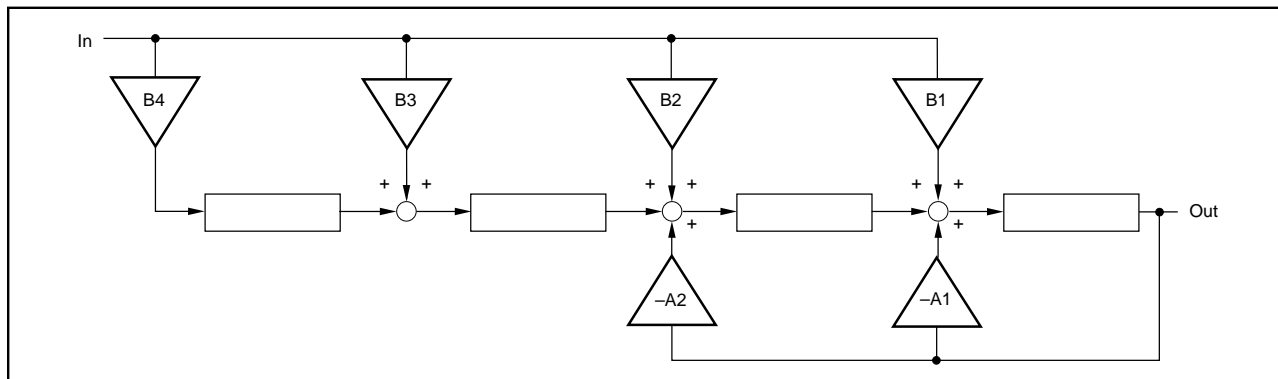 In
B4
B3
B2
B1
+ +
+ +
+ +
Out
+
+
–A2
–A1